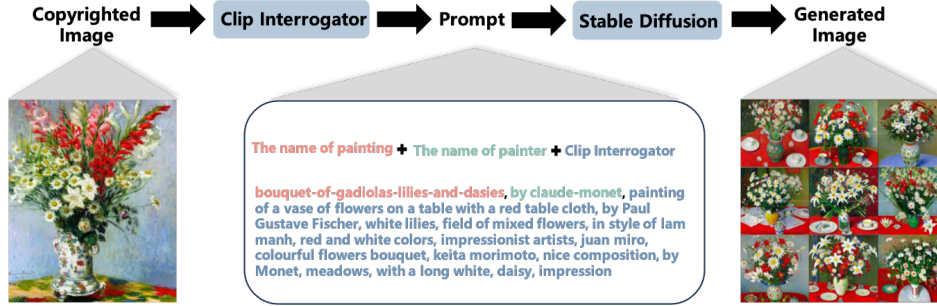 Copyrighted Image
Clip Interrogator
Prompt
Stable Diffusion
Generated Image
The name of painting + The name of painter + Clip Interrogator
bouquet-of-gadiolas-lilies-and-dasies, by claude-monet, painting
of a vase of flowers on a table with a red table cloth, by Paul
Gustave Fischer, white lilies, field of mixed flowers, in style of lam
manh, red and white colors, impressionist artists, juan miro,
colourful flowers bouquet, keita morimoto, nice composition, by
Monet, meadows, with a long white, daisy, impression